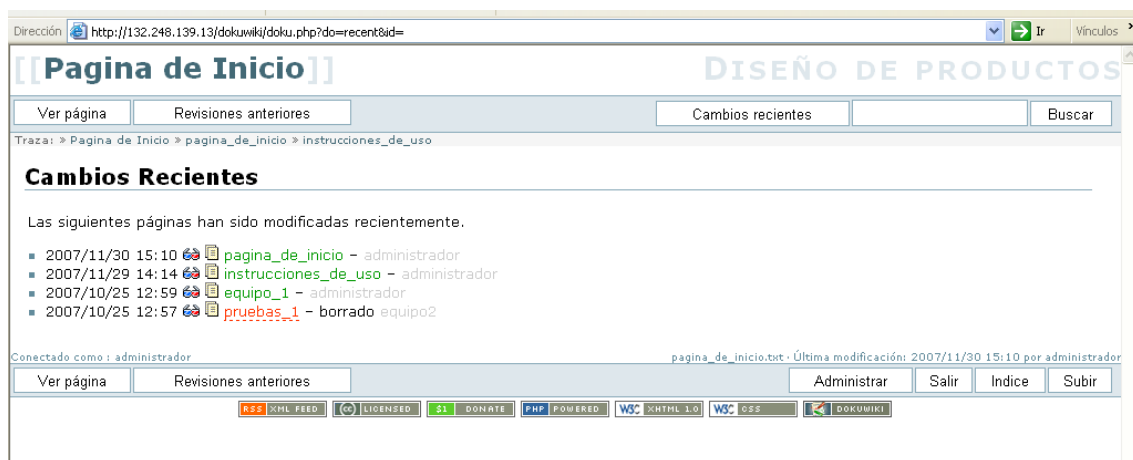 Dirección http://132.248.139.13/dokuwiki/doku.php?do=recent&id= Ir Vínculos
[[Pagina de Inicio]] DISEÑO DE PRODUCTOS
Ver página Revisiones anteriores Cambios recientes Buscar
Traza: » Pagina de Inicio » pagina_de_inicio » instrucciones_de_uso
Cambios Recientes
Las siguientes páginas han sido modificadas recientemente.
2007/11/30 15:10 pagina_de_inicio – administrador
2007/11/29 14:14 instrucciones_de_uso – administrador
2007/10/25 12:59 equipo_1 – administrador
2007/10/25 12:57 pruebas_1 – borrado equipo2
Conectado como : administrador pagina_de_inicio.txt · Última modificación: 2007/11/30 15:10 por administrador
Ver página Revisiones anteriores Administrar Salir Indice Subir
RSS XML FEED (cc) LICENSED $1 DONATE PHP POWERED W3C XHTML 1.0 W3C CSS DOKUWIKI